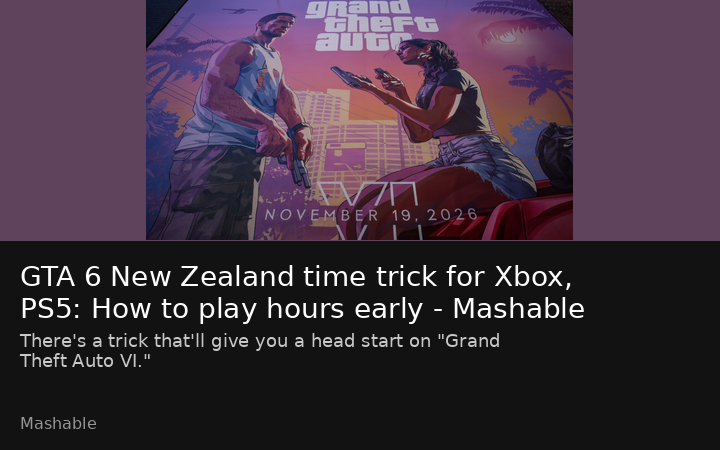 grand
theft
auto
VI
NOVEMBER 19, 2026
GTA 6 New Zealand time trick for Xbox,
PS5: How to play hours early - Mashable
There's a trick that'll give you a head start on "Grand
Theft Auto VI."
Mashable